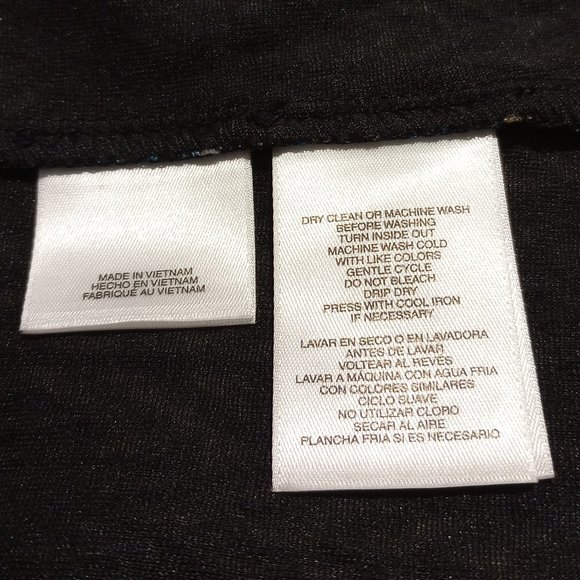 MADE IN VIETNAM
HECHO EN VIETNAM
FABRIQUÉ AU VIETNAM
DRY CLEAN OR MACHINE WASH
BEFORE WASHING
TURN INSIDE OUT
MACHINE WASH COLD
WITH LIKE COLORS
GENTLE CYCLE
DO NOT BLEACH
DRIP DRY
PRESS WITH COOL IRON
IF NECESSARY
LAVAR EN SECO O EN LAVADORA
ANTES DE LAVAR
VOLTEAR AL REVÉS
LAVAR A MÁQUINA CON AGUA FRIA
CON COLORES SIMILARES
CICLO SUAVE
NO UTILIZAR CLORO
SECAR AL AIRE
PLANCHA FRIA SI ES NECESARIO